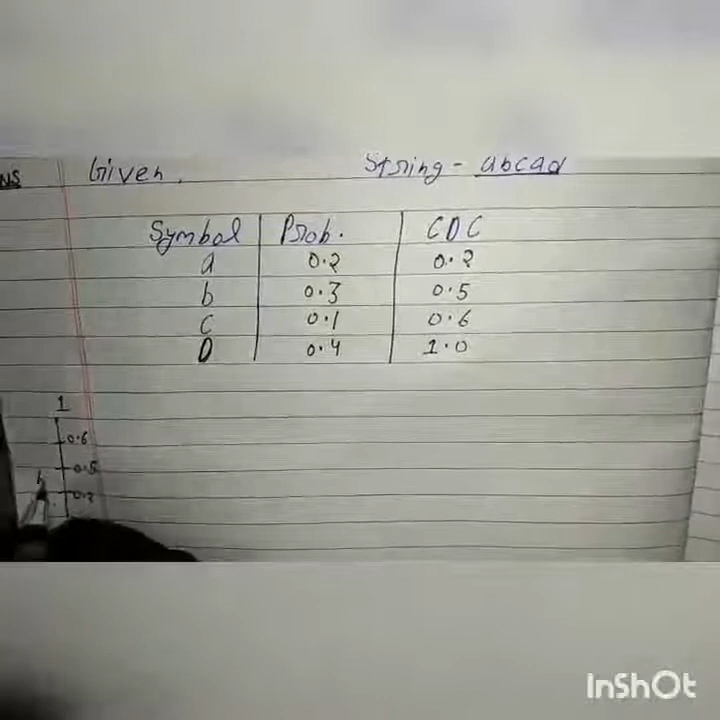 NS Given. String - abcad
Symbol Prob. CDC
a 0.2 0.2
b 0.3 0.5
c 0.1 0.6
D 0.4 1.0
1
0.6
0.5
0.2
InShOt